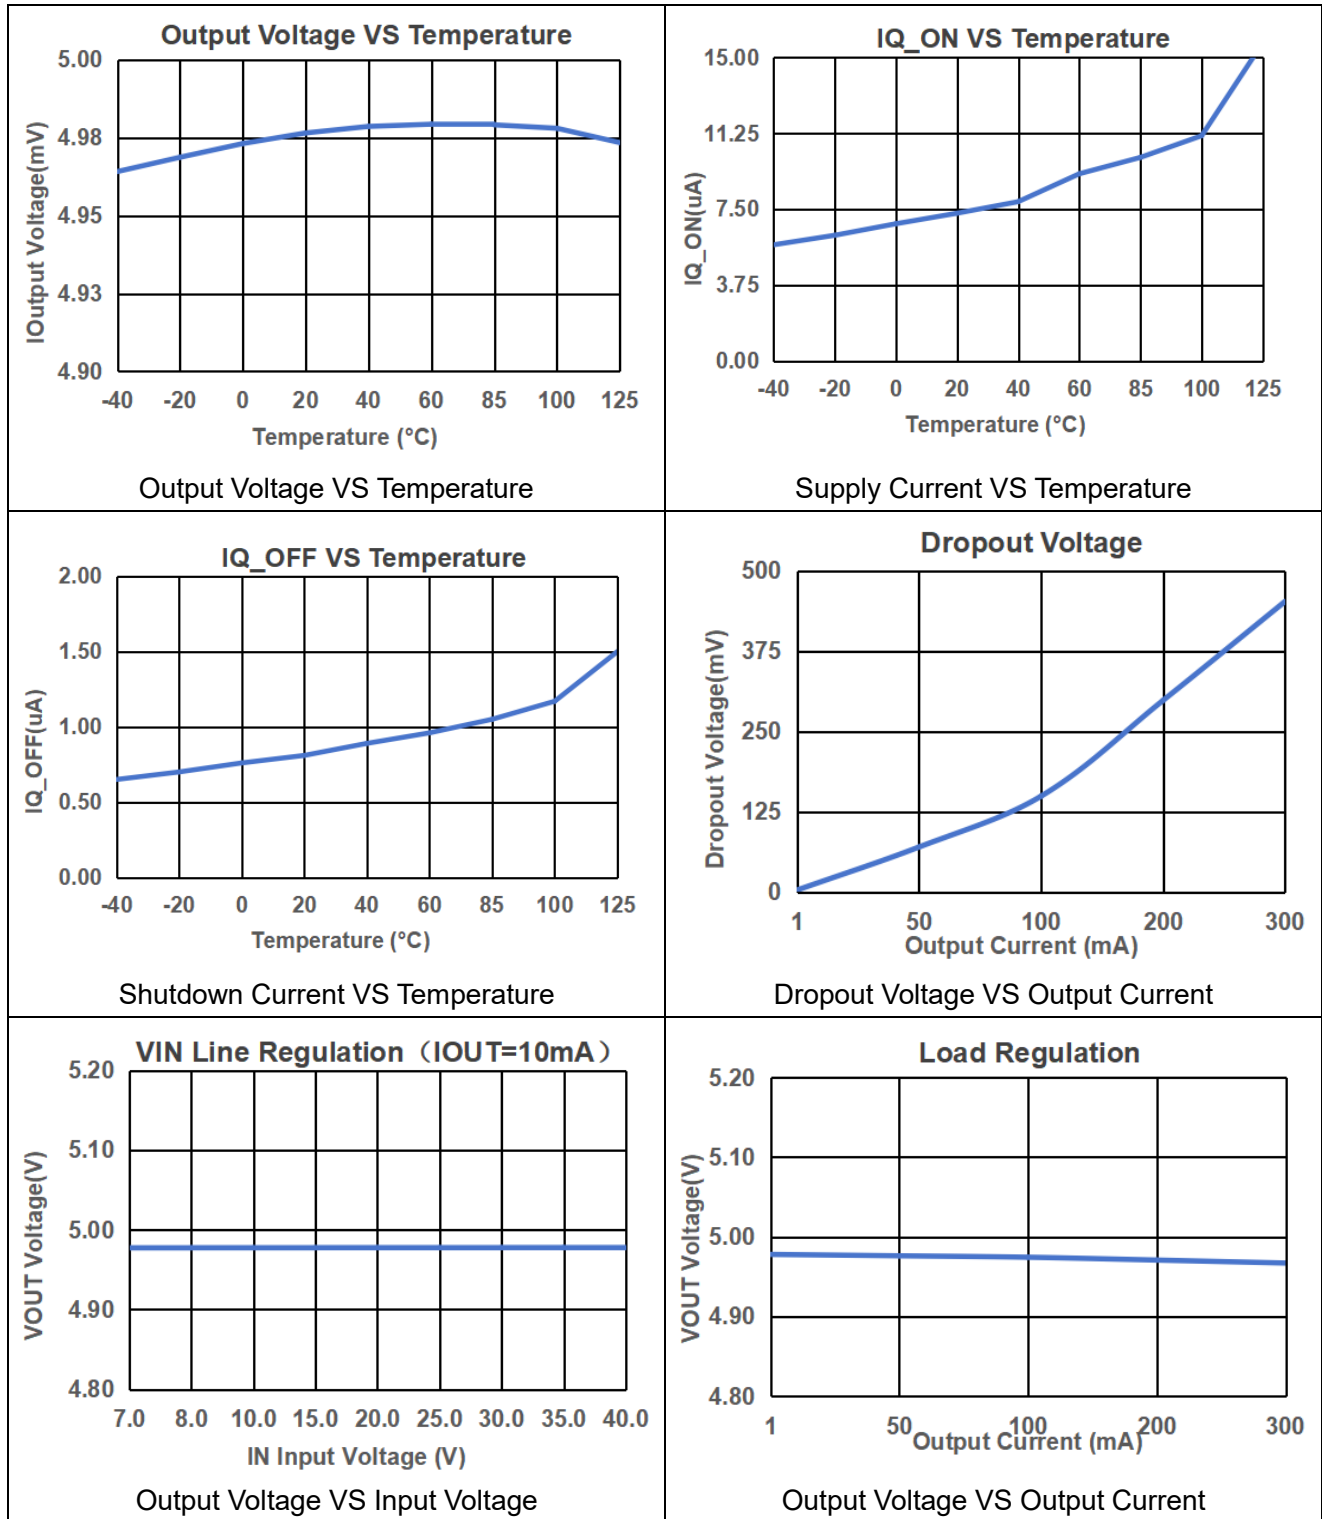 Output Voltage VS Temperature
IOutput Voltage(mV)
5.00
4.98
4.95
4.93
4.90
-40 -20 0 20 40 60 85 100 125
Temperature (°C)
Output Voltage VS Temperature
IQ_ON VS Temperature
IQ_ON(uA)
15.00
11.25
7.50
3.75
0.00
-40 -20 0 20 40 60 85 100 125
Temperature (°C)
Supply Current VS Temperature
IQ_OFF VS Temperature
IQ_OFF(uA)
2.00
1.50
1.00
0.50
0.00
-40 -20 0 20 40 60 85 100 125
Temperature (°C)
Shutdown Current VS Temperature
Dropout Voltage
Dropout Voltage(mV)
500
375
250
125
0
1 50 100 200 300
Output Current (mA)
Dropout Voltage VS Output Current
VIN Line Regulation（IOUT=10mA）
VOUT Voltage(V)
5.20
5.10
5.00
4.90
4.80
7.0 8.0 10.0 15.0 20.0 25.0 30.0 35.0 40.0
IN Input Voltage (V)
Output Voltage VS Input Voltage
Load Regulation
VOUT Voltage(V)
5.20
5.10
5.00
4.90
4.80
1 50 100 200 300
Output Current (mA)
Output Voltage VS Output Current